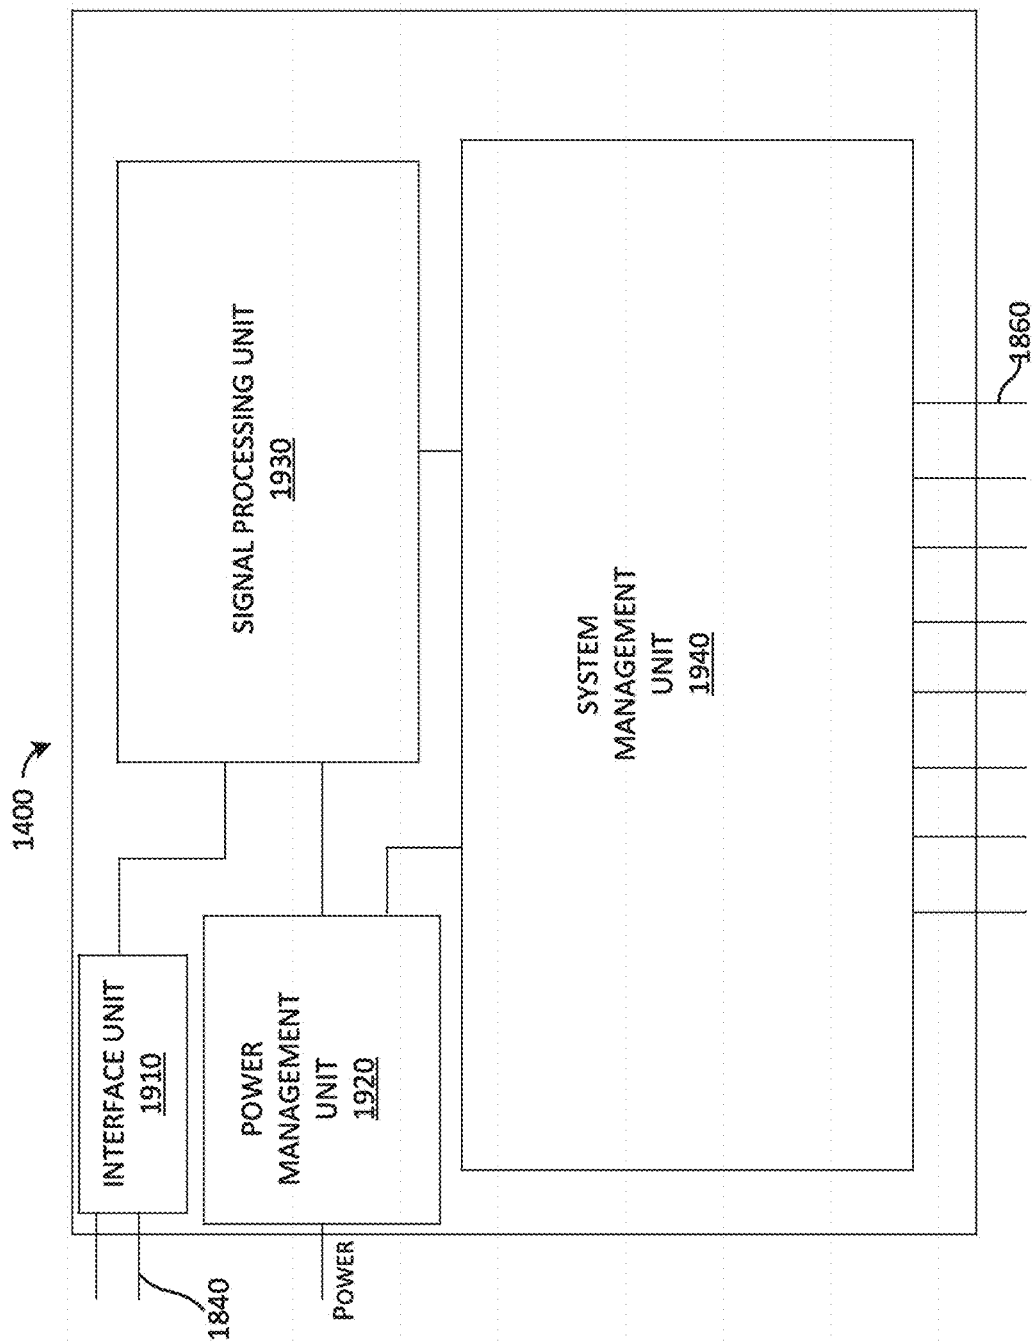 1400
INTERFACE UNIT
1910
1840
POWER
MANAGEMENT
UNIT
1920
POWER
SIGNAL PROCESSING UNIT
1930
SYSTEM
MANAGEMENT
UNIT
1940
1860